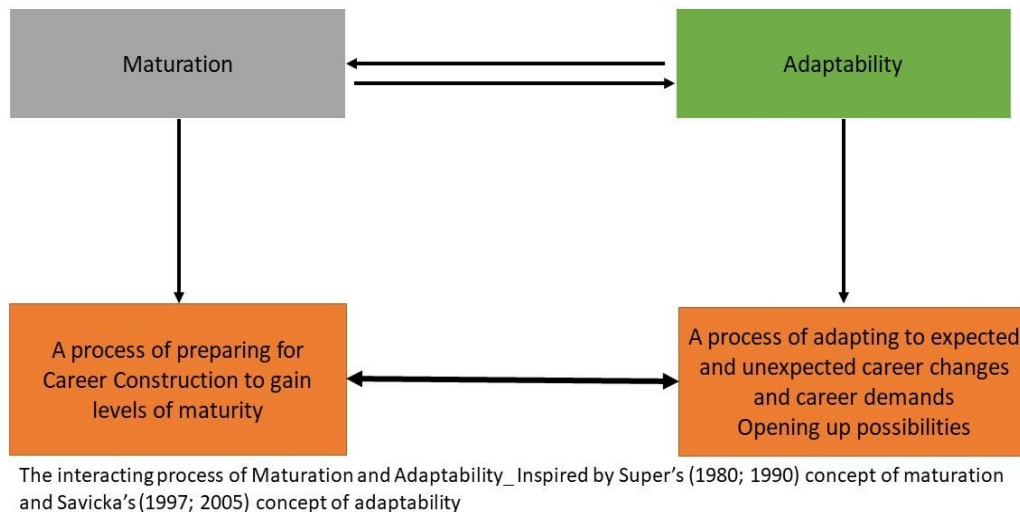 Maturation
Adaptability
A process of preparing for
Career Construction to gain
levels of maturity
A process of adapting to expected
and unexpected career changes
and career demands
Opening up possibilities
The interacting process of Maturation and Adaptability_ Inspired by Super's (1980; 1990) concept of maturation
and Savicka's (1997; 2005) concept of adaptability